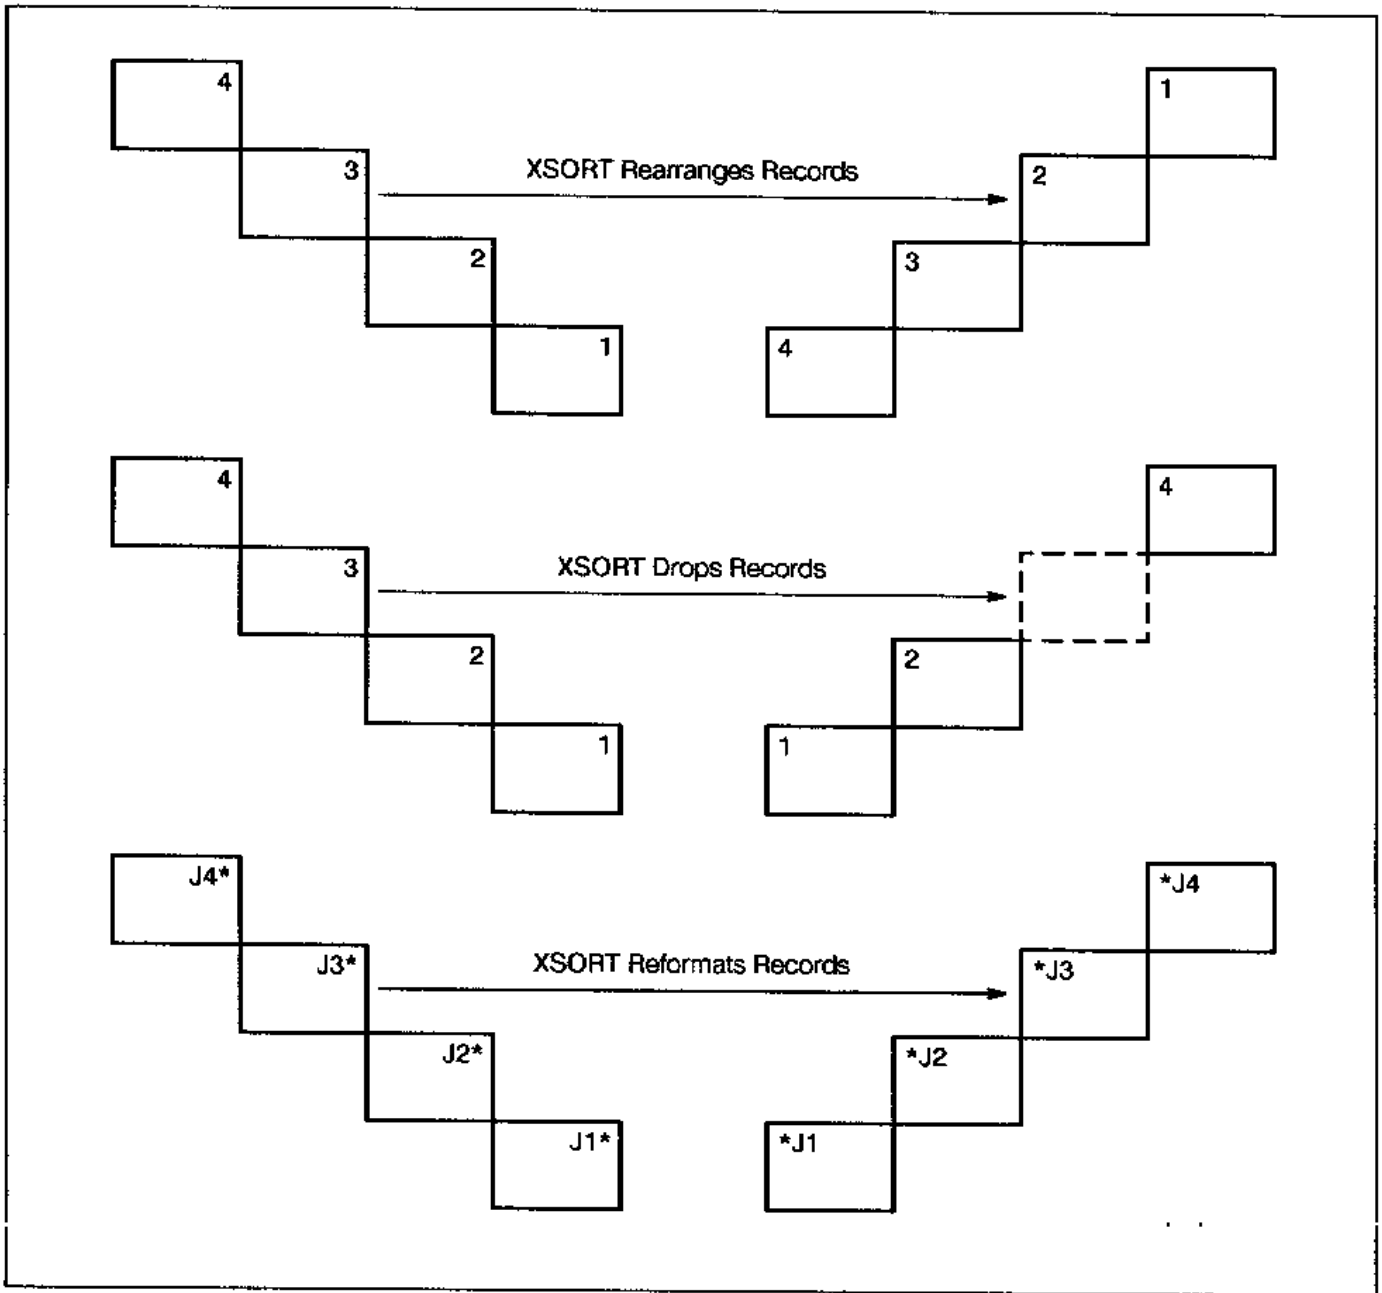 4
1
3
XSORT Rearranges Records
2
2
3
1
4
4
4
3
XSORT Drops Records
2
2
1
1
J4*
*J4
J3*
XSORT Reformats Records
*J3
J2*
*J2
J1*
*J1